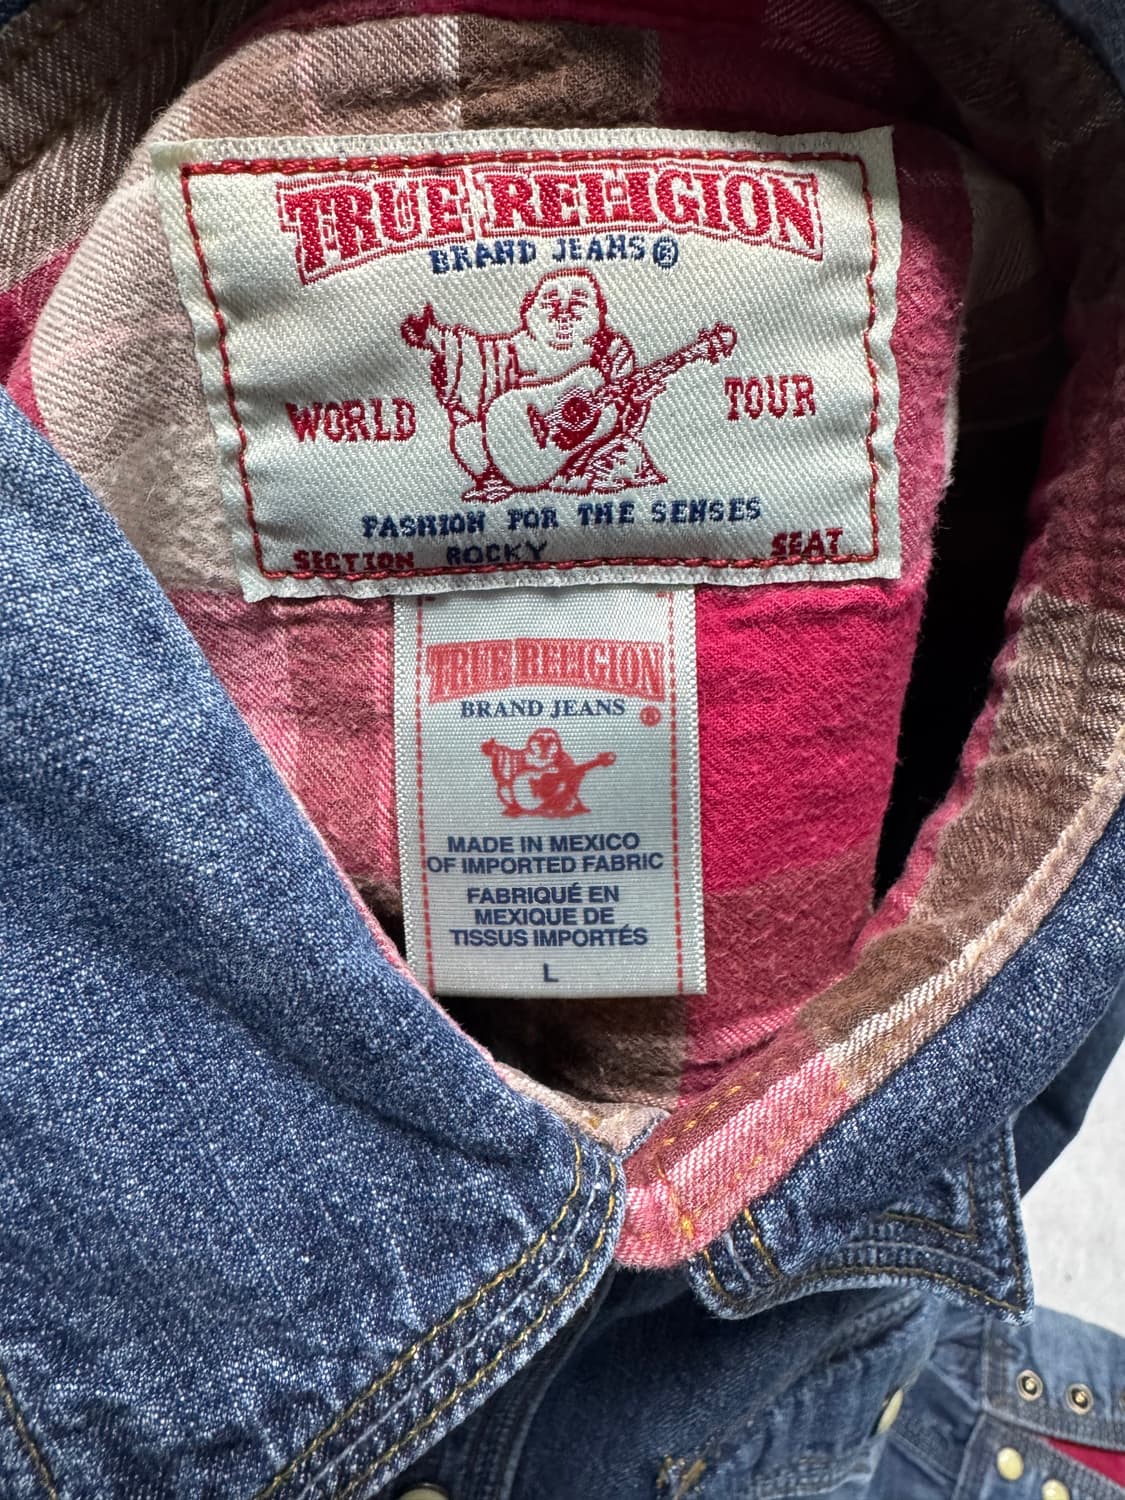 TRUE RELIGION
BRAND JEANS®
WORLD TOUR
FASHION FOR THE SENSES
SECTION ROCKY SEAT
TRUE RELIGION
BRAND JEANS
®
MADE IN MEXICO
OF IMPORTED FABRIC
FABRIQUÉ EN
MEXIQUE DE
TISSUS IMPORTÉS
L